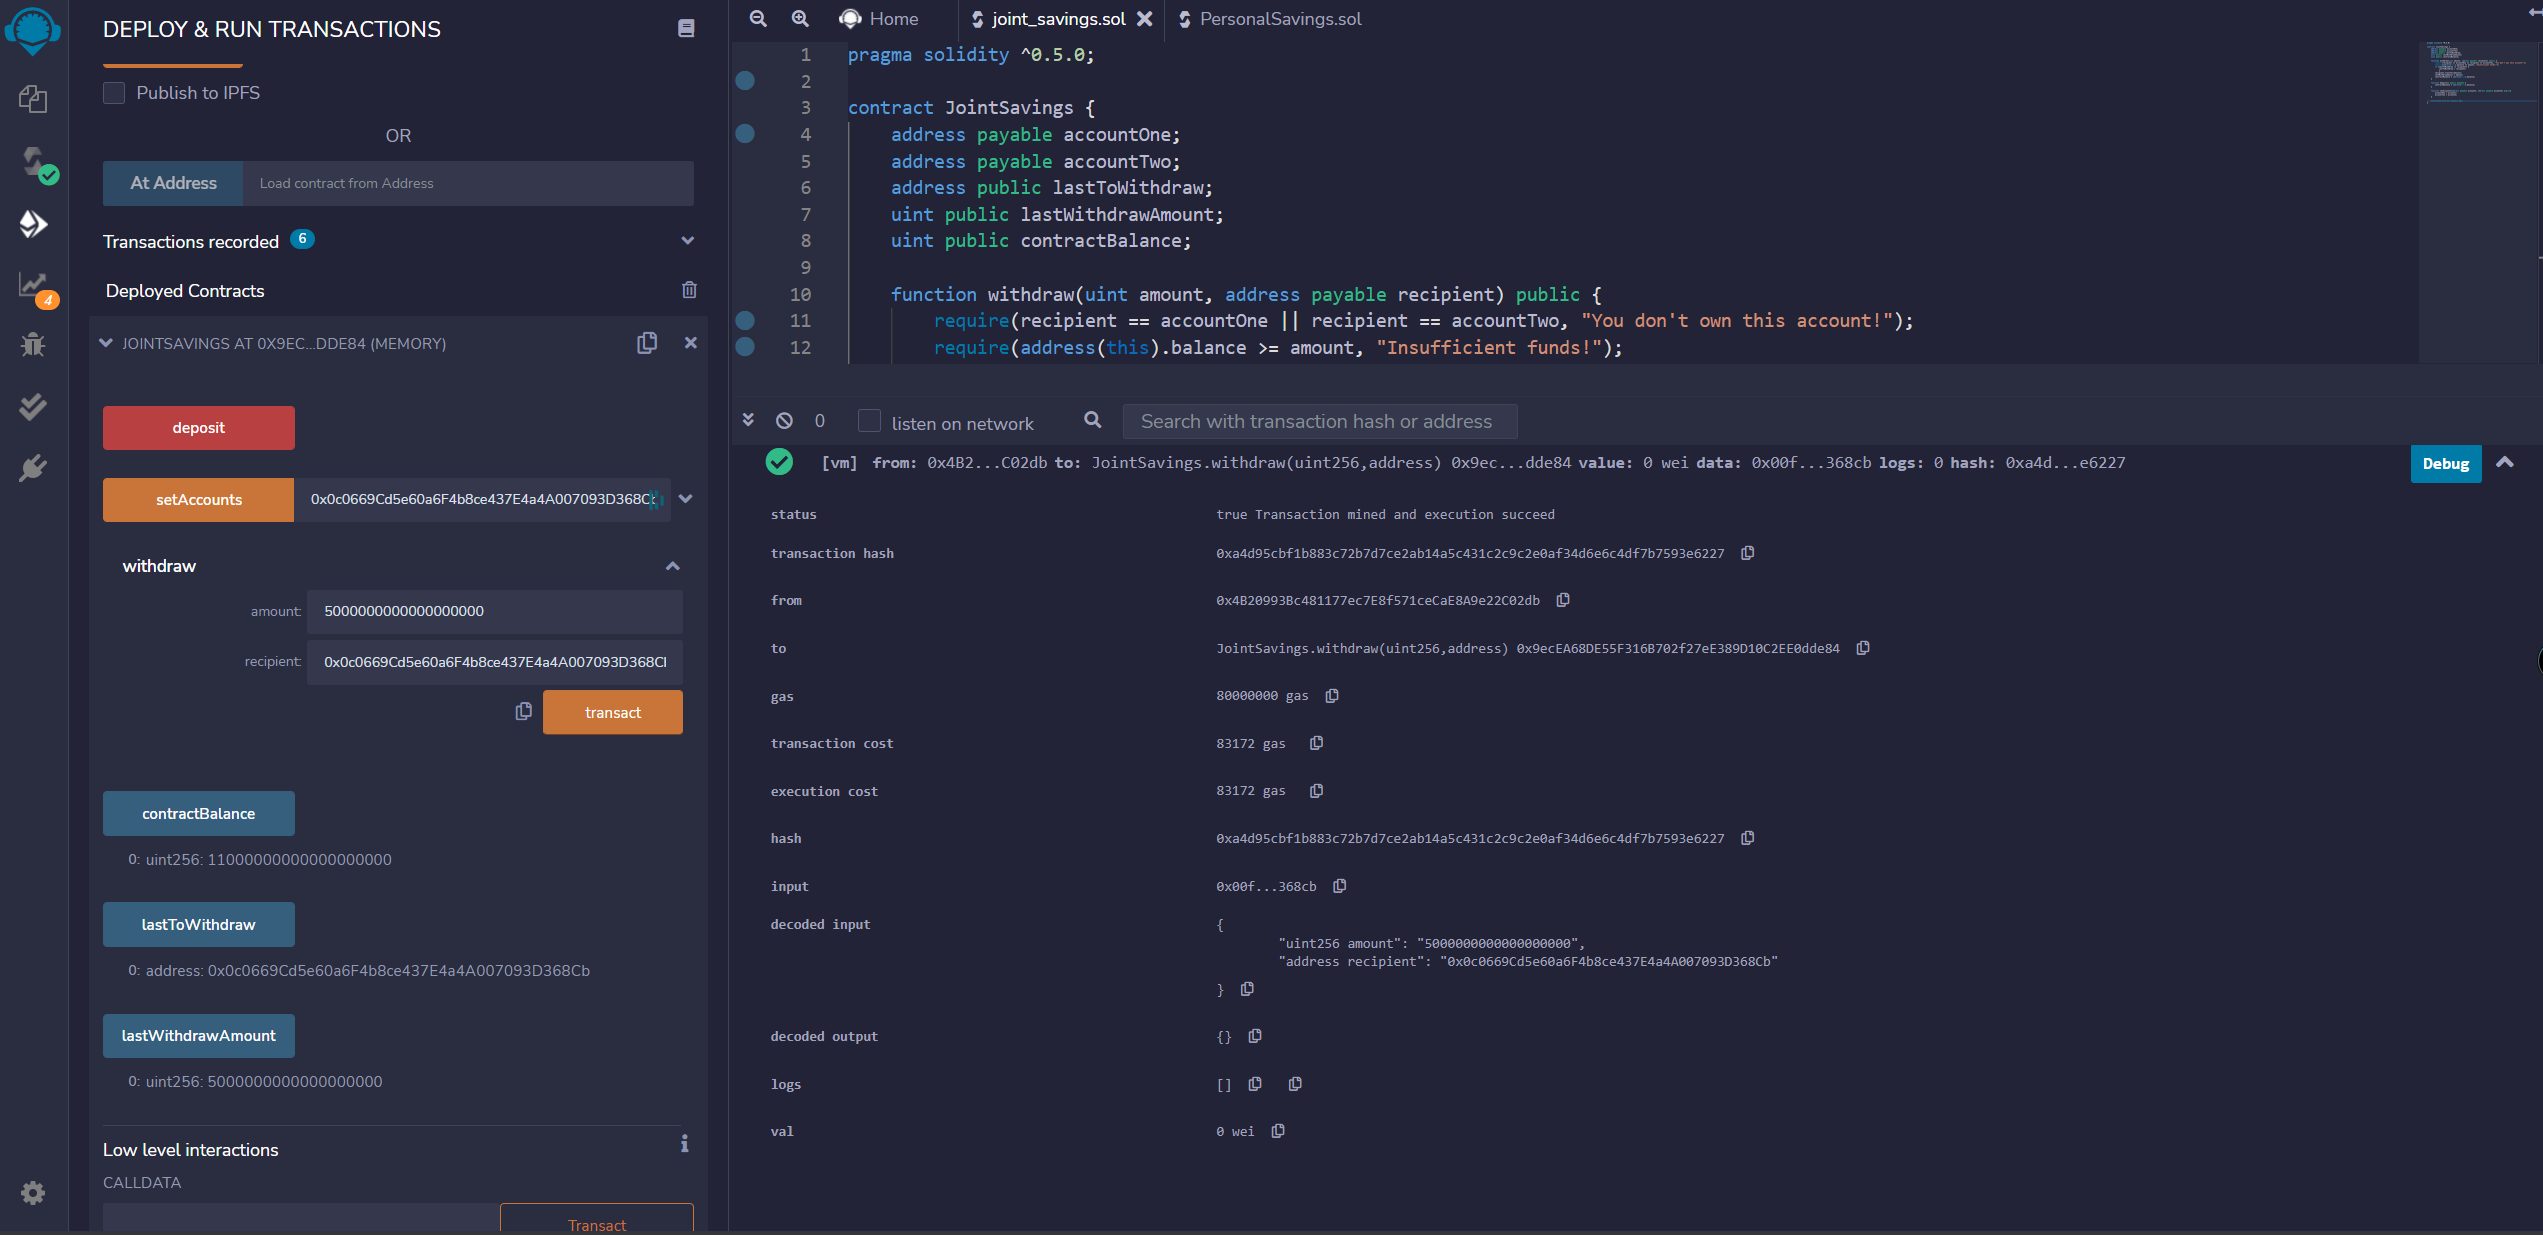 DEPLOY & RUN TRANSACTIONS
Publish to IPFS
OR
At Address
Load contract from Address
Transactions recorded 6
Deployed Contracts
JOINTSAVINGS AT 0X9EC...DDE84 (MEMORY)
deposit
setAccounts 0x0c0669Cd5e60a6F4b8ce437E4a4A007093D368Cb
withdraw
amount: 5000000000000000000
recipient: 0x0c0669Cd5e60a6F4b8ce437E4a4A007093D368Cl
transact
contractBalance
0: uint256: 11000000000000000000
lastToWithdraw
0: address: 0x0c0669Cd5e60a6F4b8ce437E4a4A007093D368Cb
lastWithdrawAmount
0: uint256: 5000000000000000000
Low level interactions
CALLDATA
Transact
4
Home
joint_savings.sol
PersonalSavings.sol
1 pragma solidity ^0.5.0;
2
3 contract JointSavings {
4 address payable accountOne;
5 address payable accountTwo;
6 address public lastToWithdraw;
7 uint public lastWithdrawAmount;
8 uint public contractBalance;
9
10 function withdraw(uint amount, address payable recipient) public {
11 require(recipient == accountOne || recipient == accountTwo, "You don't own this account!");
12 require(address(this).balance >= amount, "Insufficient funds!");
0 listen on network Search with transaction hash or address
[vm] from: 0x4B2...C02db to: JointSavings.withdraw(uint256,address) 0x9ec...dde84 value: 0 wei data: 0x00f...368cb logs: 0 hash: 0xa4d...e6227
Debug
status true Transaction mined and execution succeed
transaction hash 0xa4d95cbf1b883c72b7d7ce2ab14a5c431c2c9c2e0af34d6e6c4df7b7593e6227
from 0x4B20993Bc481177ec7E8f571ceCaE8A9e22C02db
to JointSavings.withdraw(uint256,address) 0x9ecEA68DE55F316B702f27eE389D10C2EE0dde84
gas 80000000 gas
transaction cost 83172 gas
execution cost 83172 gas
hash 0xa4d95cbf1b883c72b7d7ce2ab14a5c431c2c9c2e0af34d6e6c4df7b7593e6227
input 0x00f...368cb
decoded input {
"uint256 amount": "5000000000000000000",
"address recipient": "0x0c0669Cd5e60a6F4b8ce437E4a4A007093D368Cb"
}
decoded output {}
logs []
val 0 wei